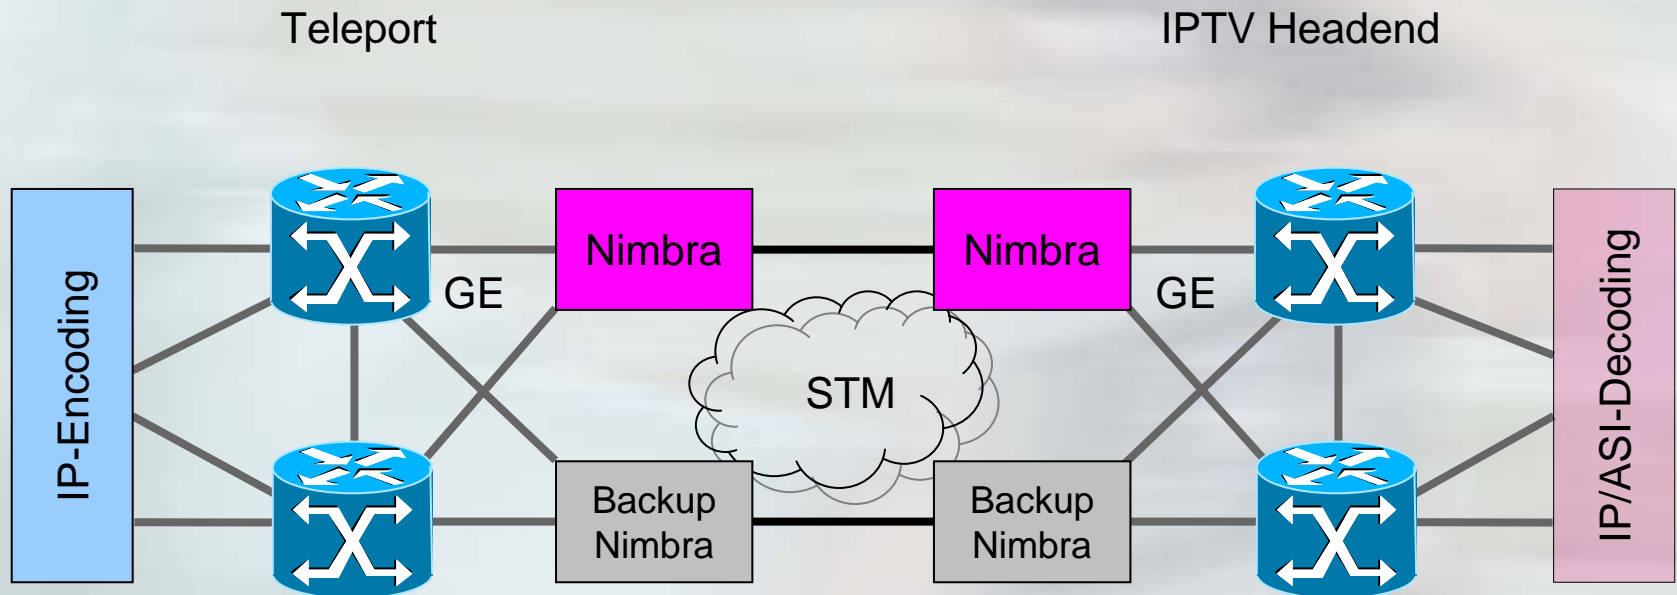 Teleport
IPTV Headend
IP-Encoding
GE
Nimbra
Nimbra
GE
STM
Backup
Nimbra
Backup
Nimbra
IP/ASI-Decoding